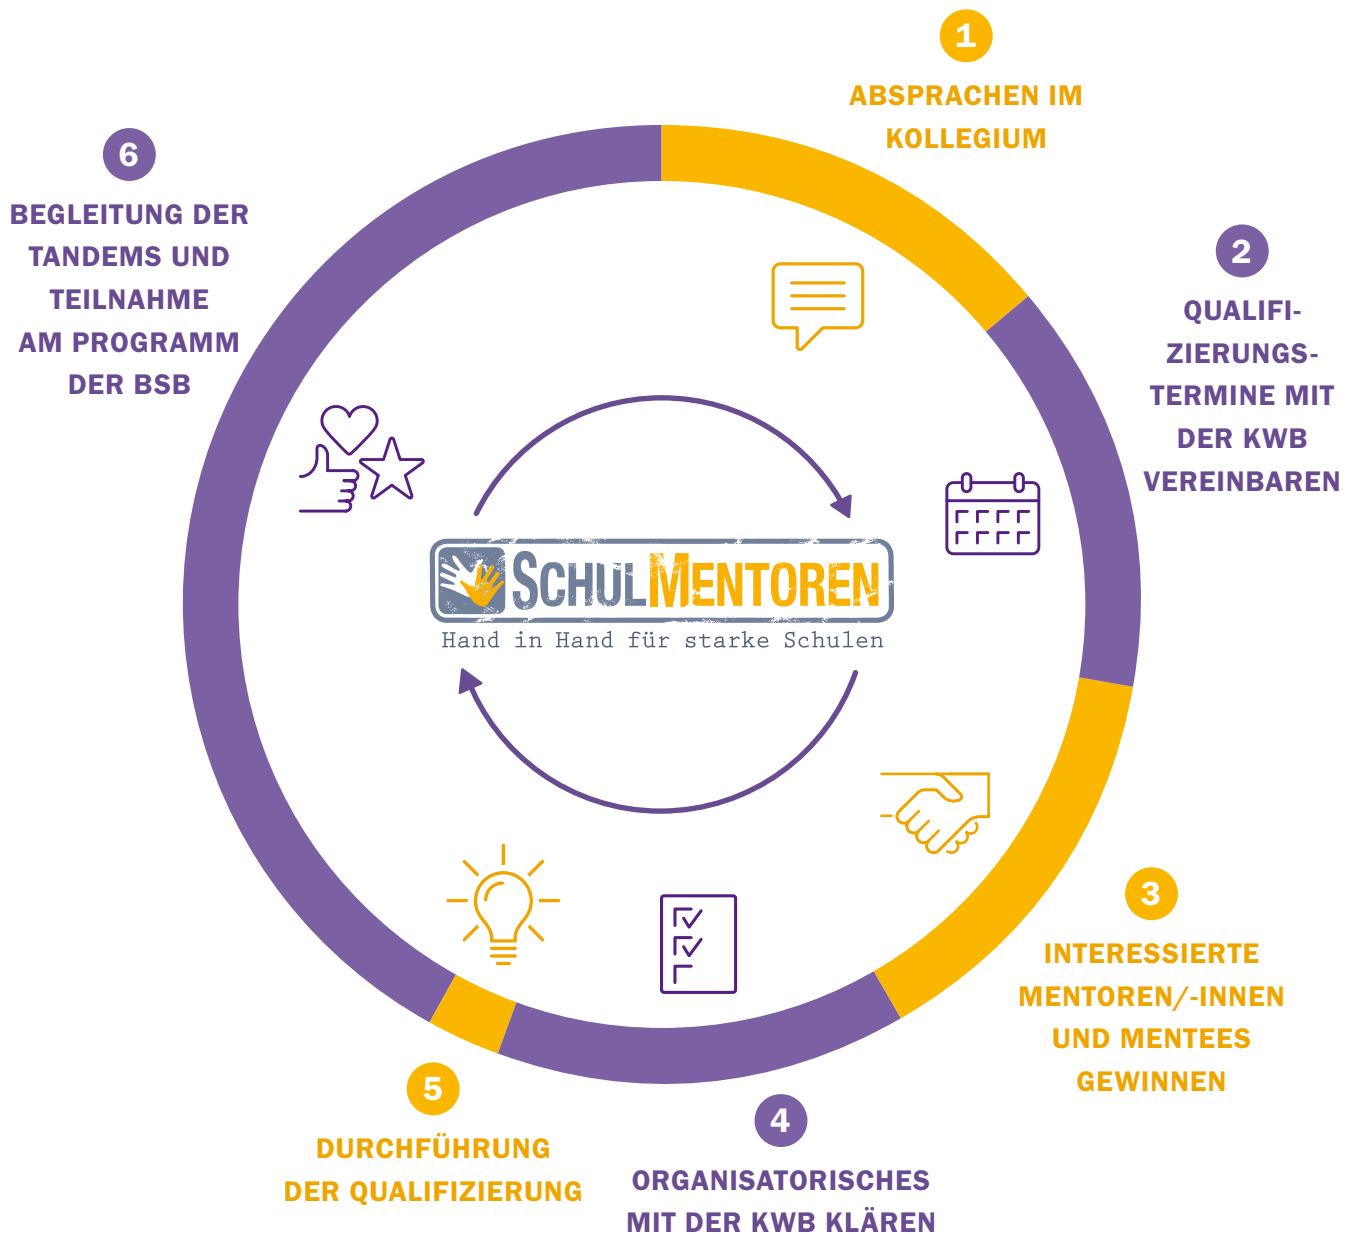 1
ABSPRACHEN IM
KOLLEGIUM
2
QUALIFI-
ZIERUNGS-
TERMINE MIT
DER KWB
VEREINBAREN
3
INTERESSIERTE
MENTOREN/-INNEN
UND MENTEES
GEWINNEN
4
ORGANISATORISCHES
MIT DER KWB KLÄREN
5
DURCHFÜHRUNG
DER QUALIFIZIERUNG
6
BEGLEITUNG DER
TANDEMS UND
TEILNAHME
AM PROGRAMM
DER BSB
SCHULMENTOREN
Hand in Hand für starke Schulen